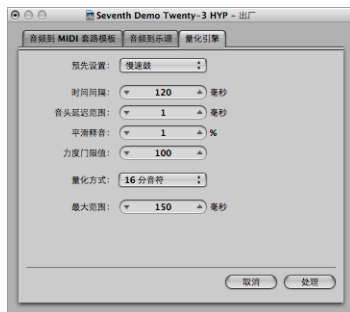 Seventh Demo Twenty-3 HYP – 出厂
音频到 MIDI 套路模板 音频到乐谱 量化引擎
预先设置: 慢速鼓
时间间隔: 120 毫秒
音头延迟范围: 1 毫秒
平滑释音: 1 %
力度门限值: 100
量化方式: 16 分音符
最大范围: 150 毫秒
取消 处理